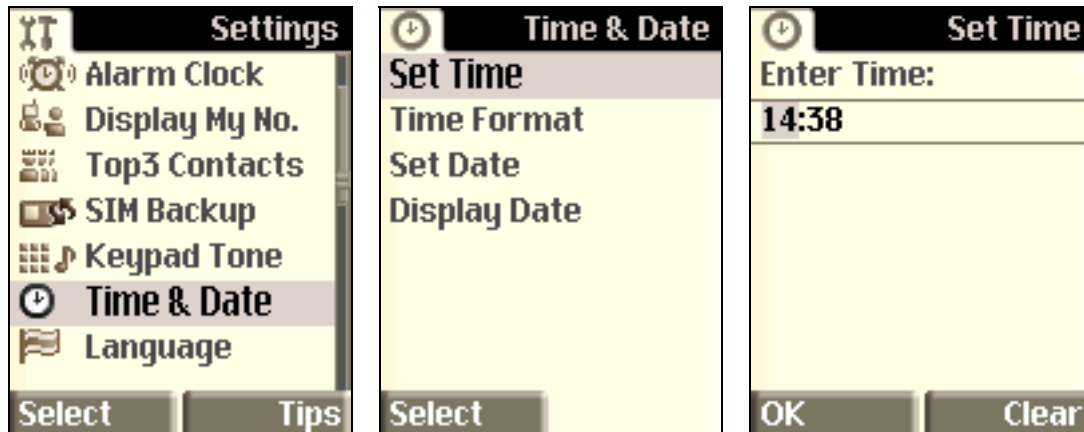 Settings
Alarm Clock
Display My No.
Top3 Contacts
SIM Backup
Keypad Tone
Time & Date
Language
Select
Tips
Time & Date
Set Time
Time Format
Set Date
Display Date
Select
Set Time
Enter Time:
14:38
OK
Clear